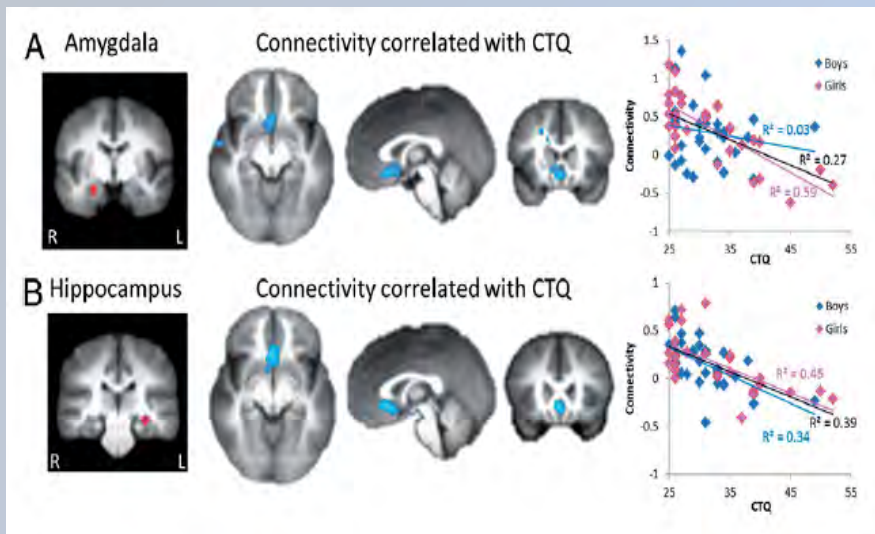 A Amygdala Connectivity correlated with CTQ
R L
1.5
1
0.5
0
-0.5
-1
Connectivity
Boys
Girls
R² = 0.03
R² = 0.27
R² = 0.59
25 35 45 55
CTQ
B Hippocampus Connectivity correlated with CTQ
R L
1
0.5
0
-0.5
-1
Connectivity
Boys
Girls
R² = 0.45
R² = 0.39
R² = 0.34
25 35 45 55
CTQ